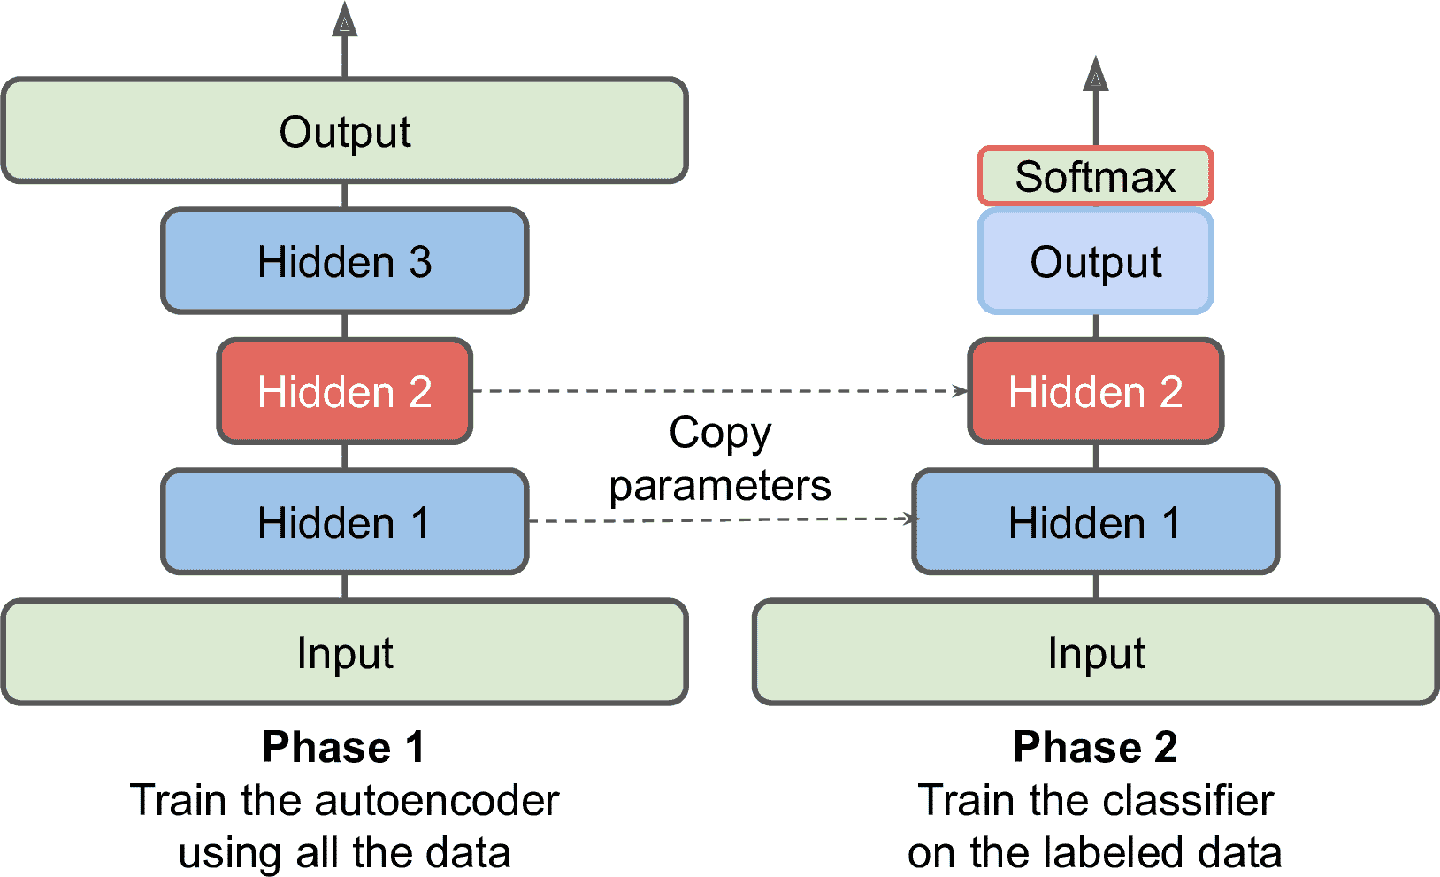 Output
Hidden 3
Hidden 2
Hidden 1
Input
Phase 1
Train the autoencoder
using all the data
Copy
parameters
Softmax
Output
Hidden 2
Hidden 1
Input
Phase 2
Train the classifier
on the labeled data